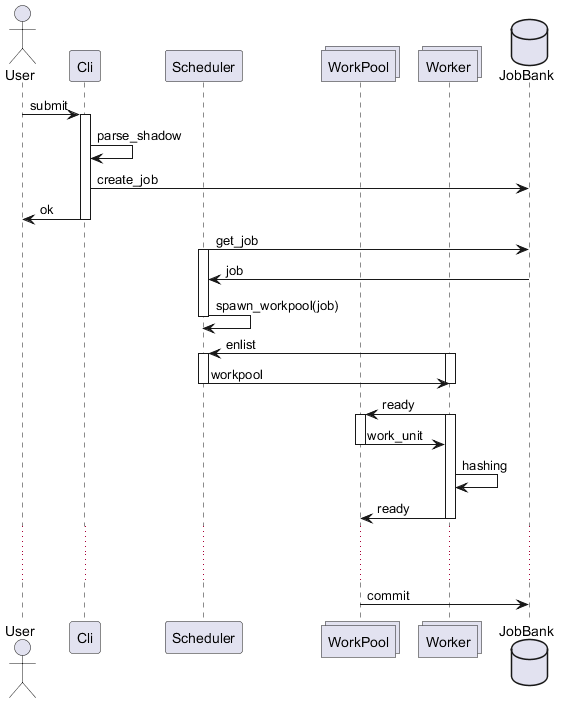 User
Cli
Scheduler
WorkPool
Worker
JobBank
submit
parse_shadow
create_job
ok
get_job
job
spawn_workpool(job)
enlist
workpool
ready
work_unit
hashing
ready
commit
User
Cli
Scheduler
WorkPool
Worker
JobBank